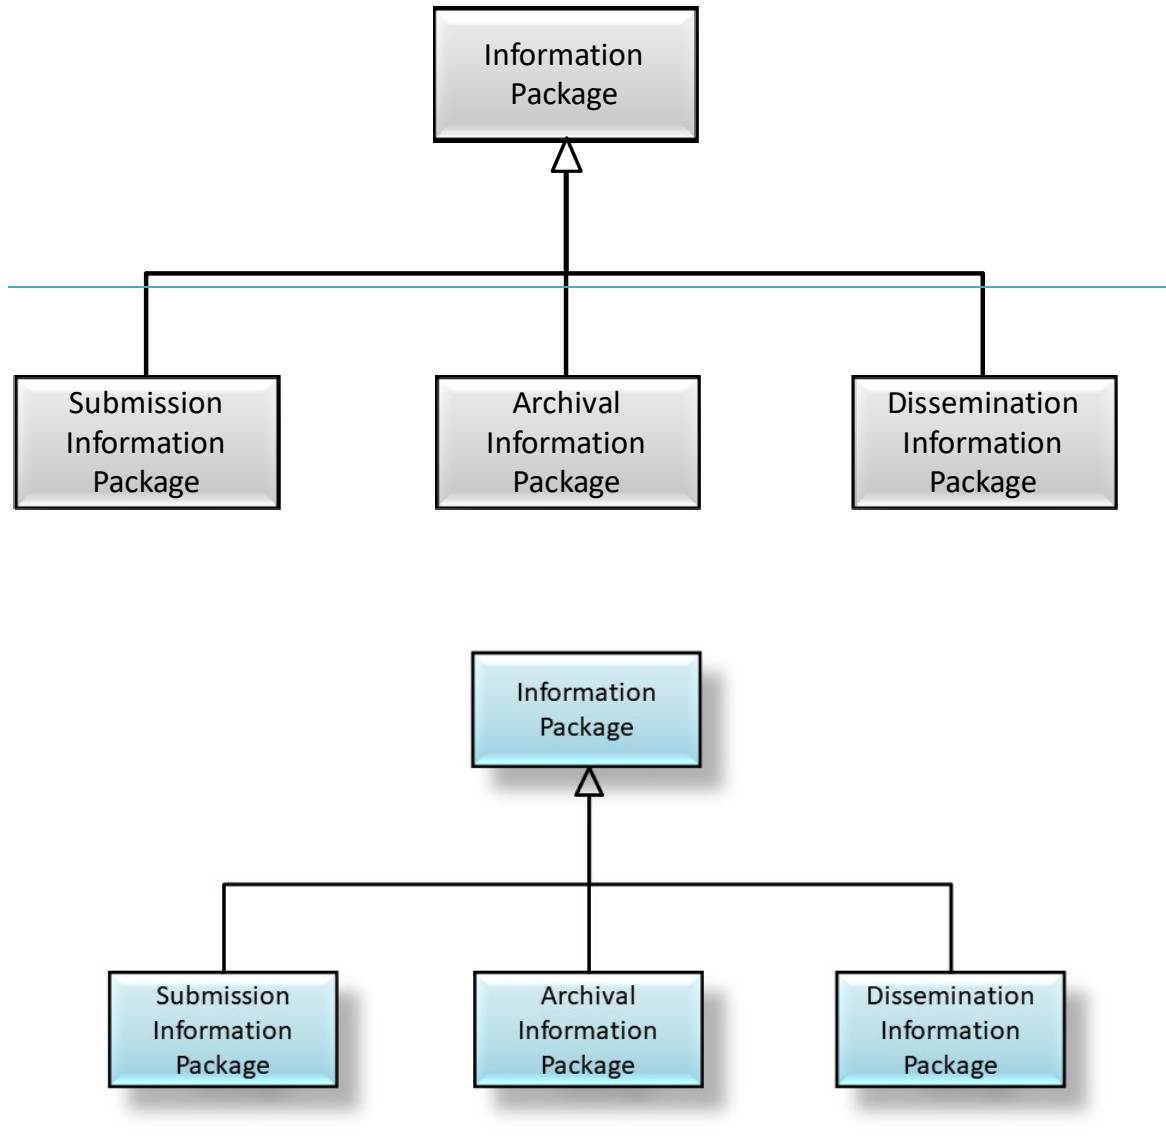 Information
Package
Submission
Information
Package
Archival
Information
Package
Dissemination
Information
Package
Information
Package
Submission
Information
Package
Archival
Information
Package
Dissemination
Information
Package